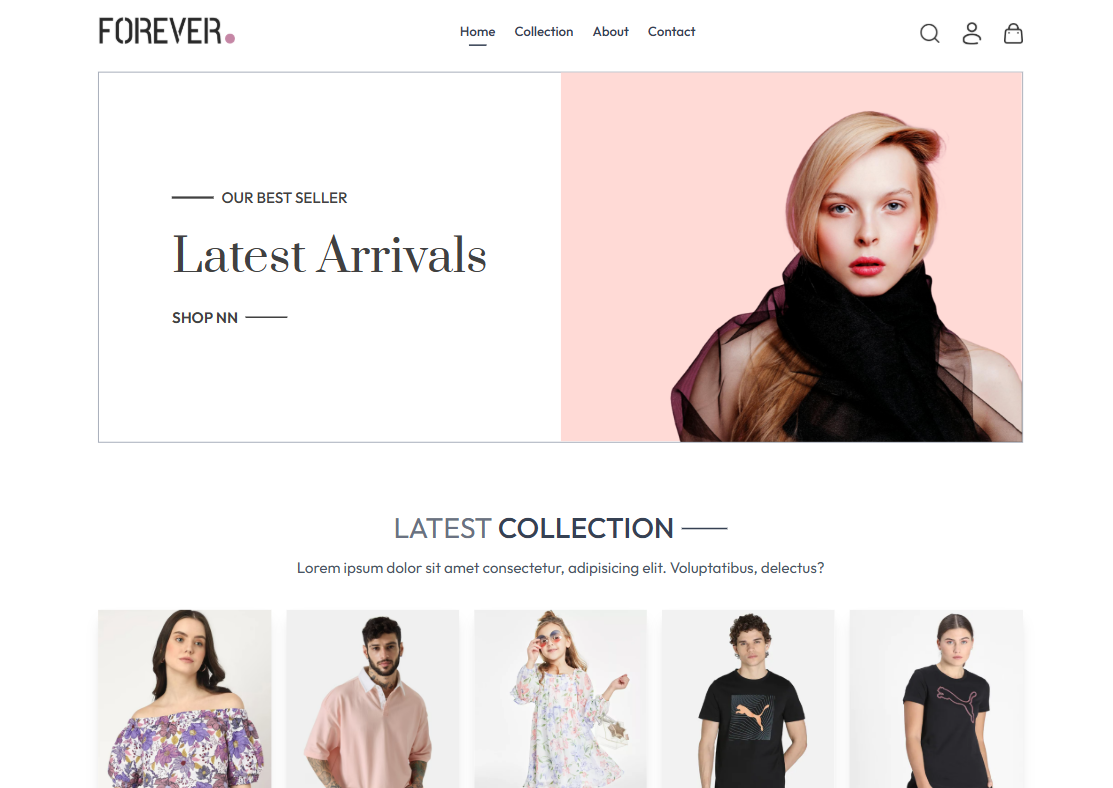 FOREVER.
Home Collection About Contact
OUR BEST SELLER
Latest Arrivals
SHOP NN
LATEST COLLECTION
Lorem ipsum dolor sit amet consectetur, adipisicing elit. Voluptatibus, delectus?